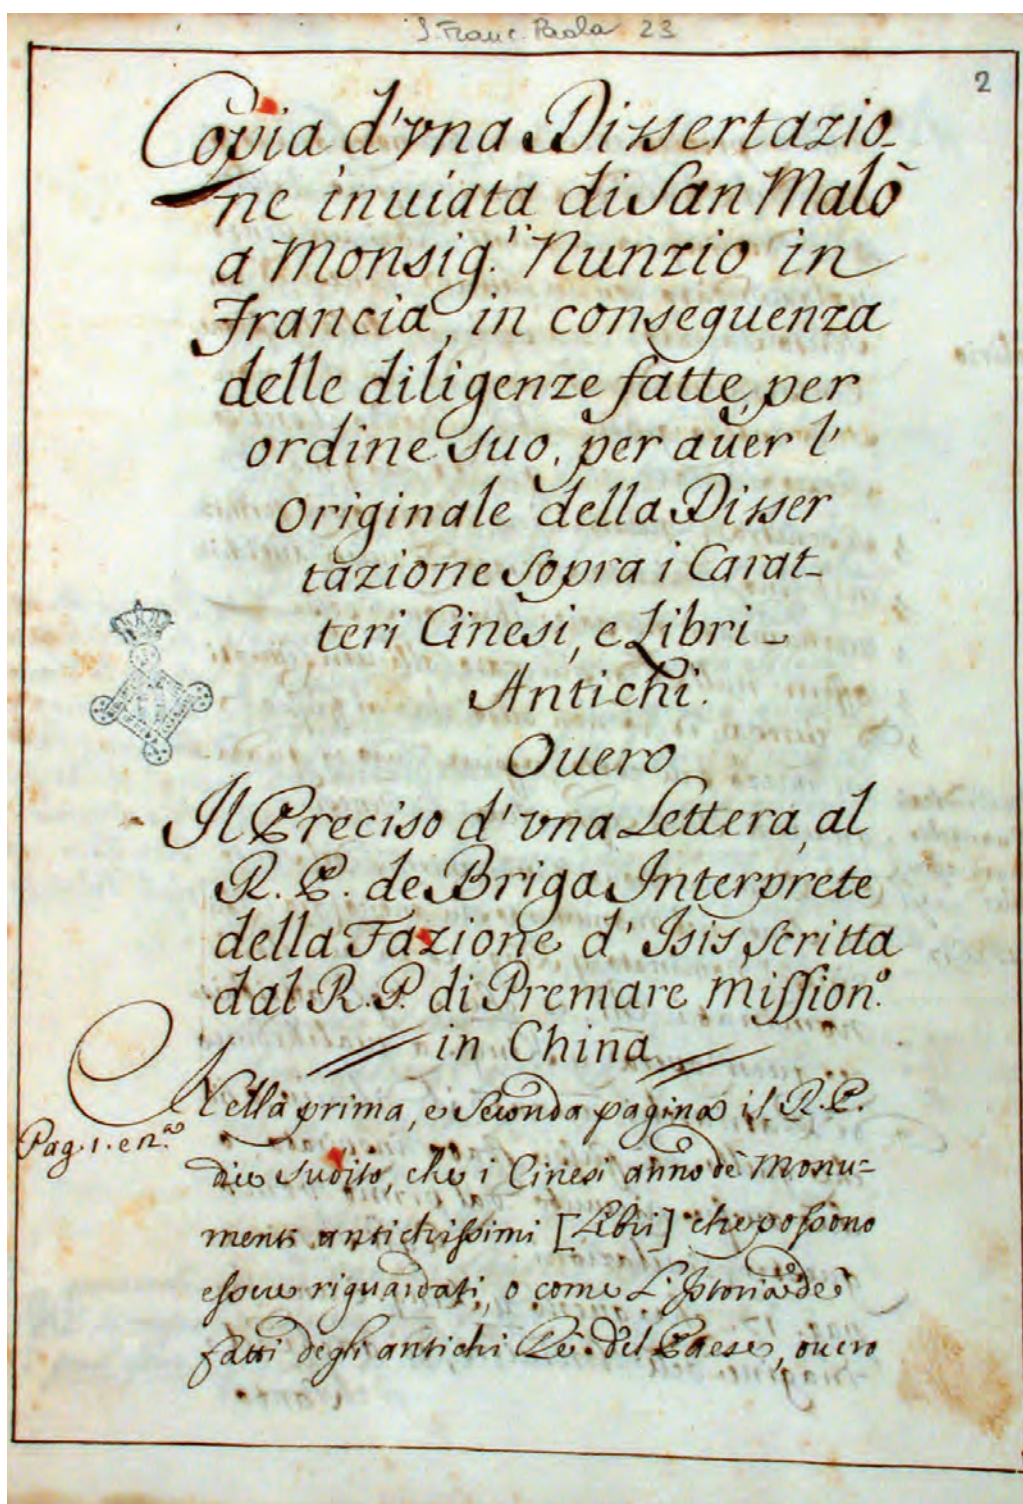 S. Franc. Paola 23
2
Copia d'vna Dissertazio-
ne inuiata di San Malò
a Monsig.r Nunzio in
Francia, in conseguenza
delle diligenze fatte, per
ordine suo, per auer l'
Originale della Disser
tazione sopra i Carat-
teri Cinesi, e Libri
Antichi.
Ouero
Il Preciso d'vna Lettera, al
R. P. de Briga Interprete
della Fazione d'Isis, scritta
dal R. P. di Premare Mission.o
in China
Nella prima, e seconda pagina il R. P.
Pag. 1. e 2.a
dice subito, che i Cinesi anno dè Monu=
menti antichissimi [Libri] che possono
essere riguardati, o come l'Istoria de
fatti degli antichi Rè del Paese, ouero